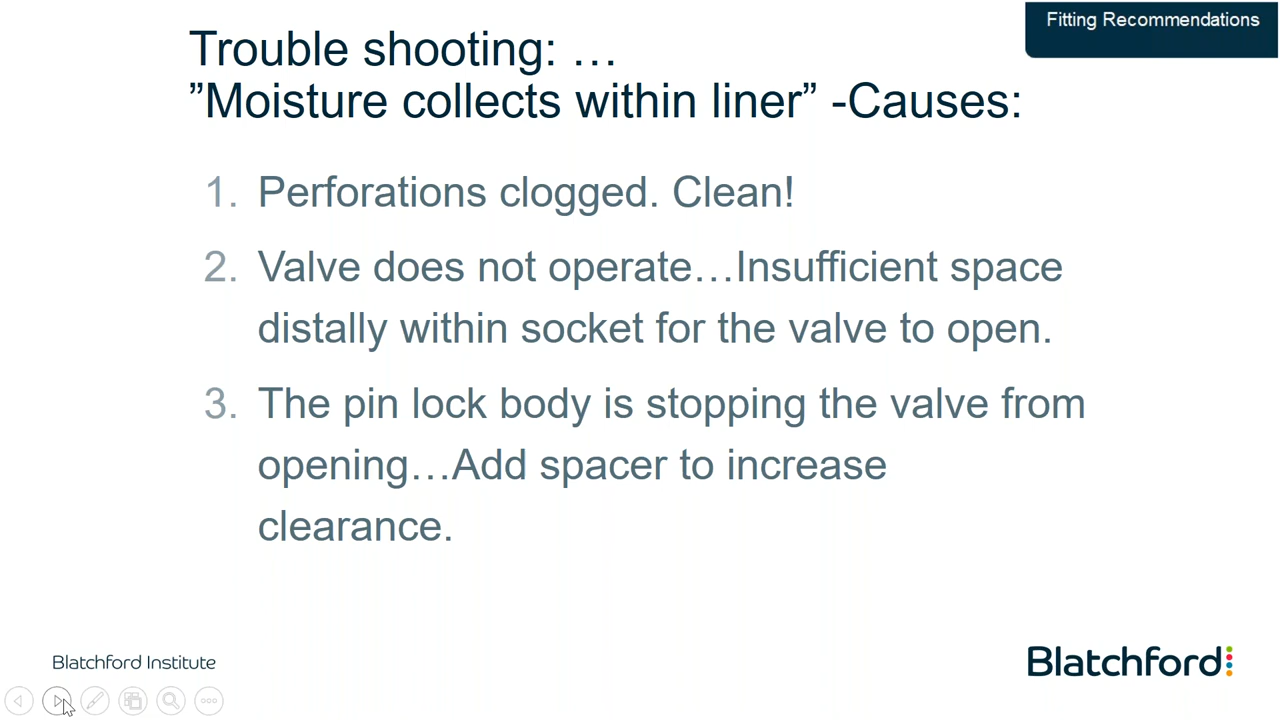 Fitting Recommendations
Trouble shooting: …
”Moisture collects within liner” -Causes:
1. Perforations clogged. Clean!
2. Valve does not operate…Insufficient space
distally within socket for the valve to open.
3. The pin lock body is stopping the valve from
opening…Add spacer to increase
clearance.
Blatchford Institute
Blatchford